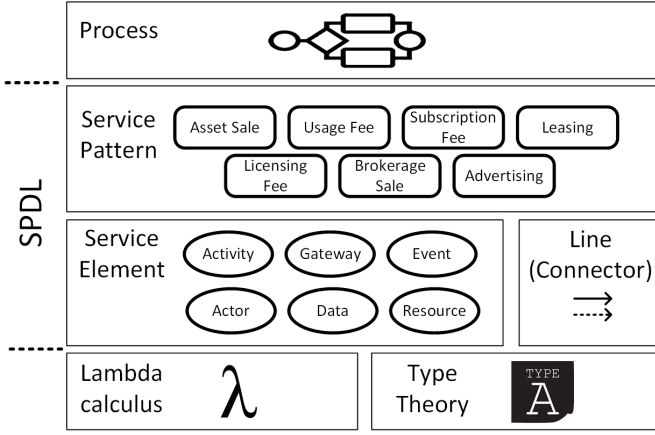 Process
SPDL
Service
Pattern
Asset Sale
Usage Fee
Subscription
Fee
Leasing
Licensing
Fee
Brokerage
Sale
Advertising
Service
Element
Activity
Gateway
Event
Actor
Data
Resource
Line
(Connector)
Lambda
calculus
λ
Type
Theory
TYPE
A